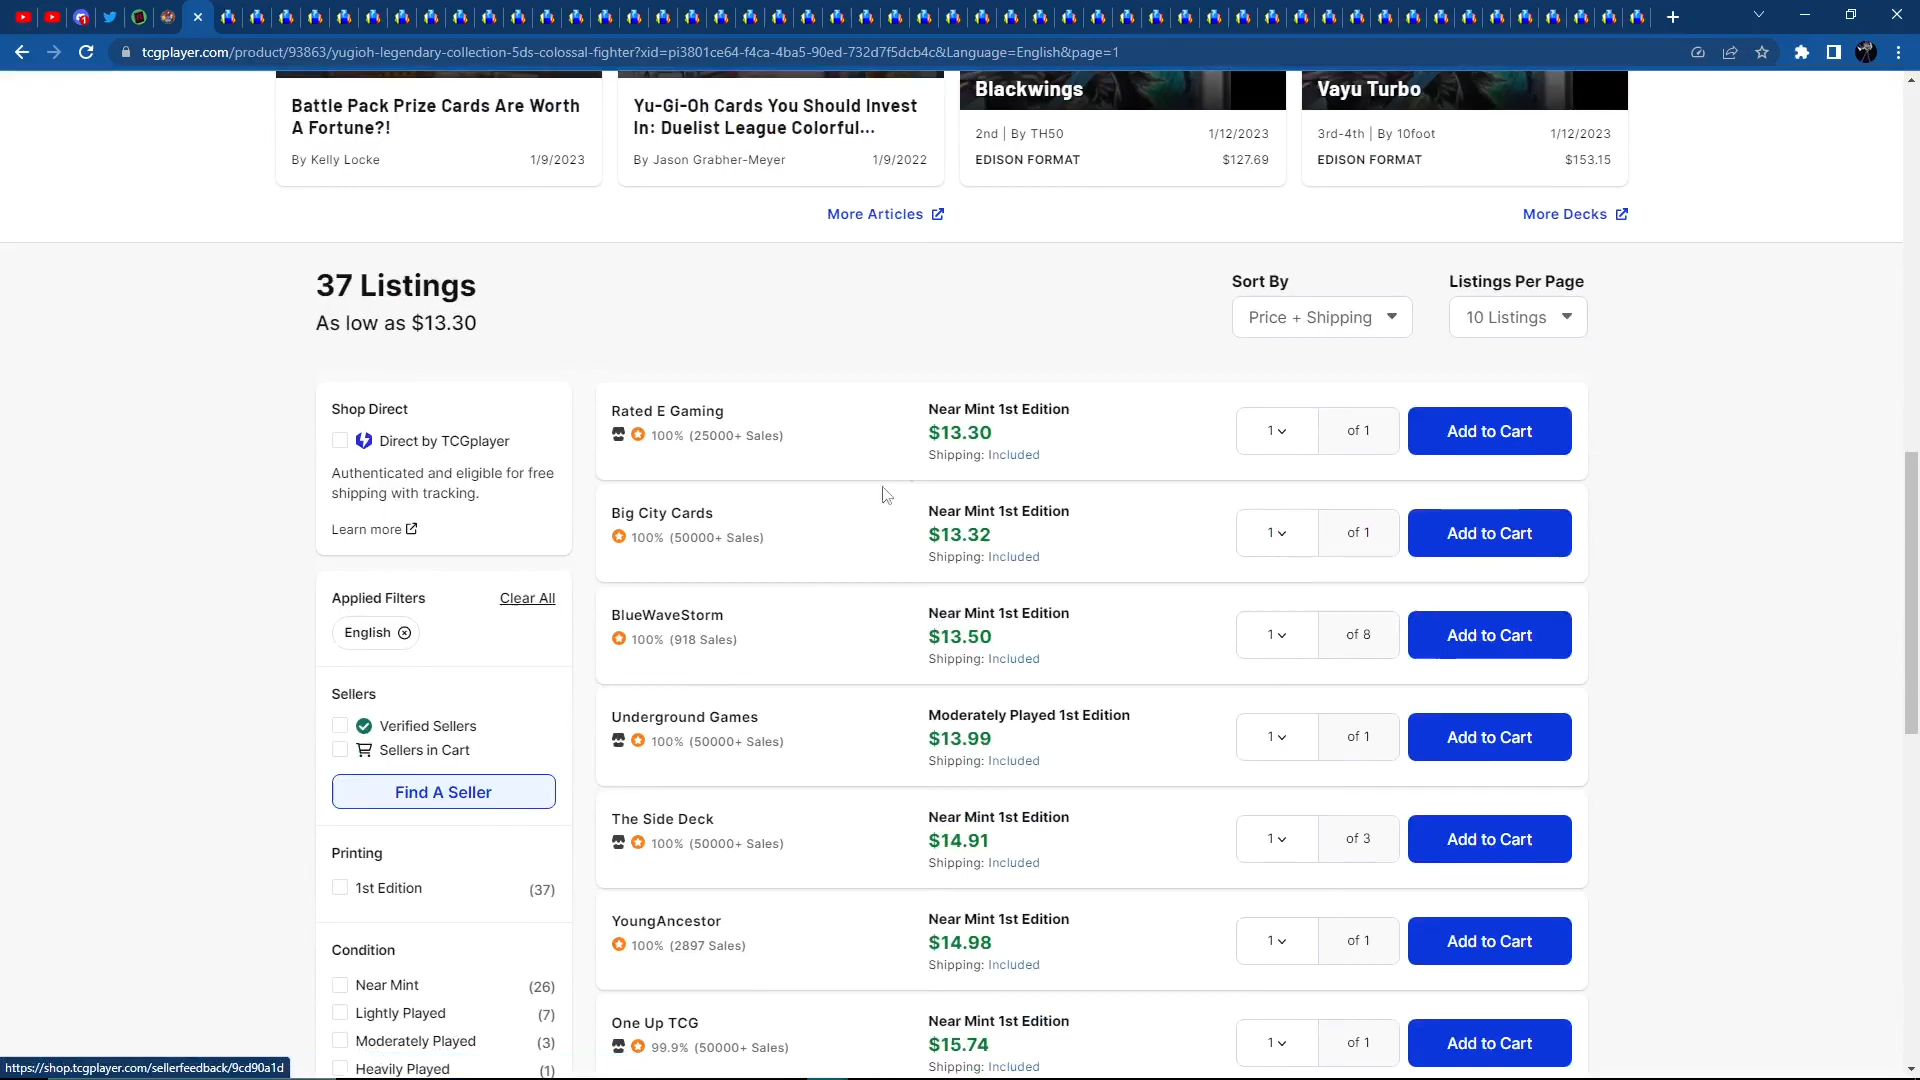 tcgplayer.com/product/93863/yugioh-legendary-collection-5ds-colossal-fighter?xid=pi3801ce64-f4ca-4ba5-90ed-732d7f5dcb4c&Language=English&page=1
Battle Pack Prize Cards Are Worth
A Fortune?!
By Kelly Locke 1/9/2023
Yu-Gi-Oh Cards You Should Invest
In: Duelist League Colorful...
By Jason Grabher-Meyer 1/9/2022
Blackwings
2nd | By TH50 1/12/2023
EDISON FORMAT $127.69
Vayu Turbo
3rd-4th | By 10foot 1/12/2023
EDISON FORMAT $153.15
More Articles
More Decks
37 Listings
As low as $13.30
Sort By
Price + Shipping
Listings Per Page
10 Listings
Shop Direct
Direct by TCGplayer
Authenticated and eligible for free
shipping with tracking.
Learn more
Applied Filters Clear All
English
Sellers
Verified Sellers
Sellers in Cart
Find A Seller
Printing
1st Edition (37)
Condition
Near Mint (26)
Lightly Played (7)
Moderately Played (3)
Heavily Played (1)
Rated E Gaming
100% (25000+ Sales)
Near Mint 1st Edition
$13.30
Shipping: Included
1 of 1 Add to Cart
Big City Cards
100% (50000+ Sales)
Near Mint 1st Edition
$13.32
Shipping: Included
1 of 1 Add to Cart
BlueWaveStorm
100% (918 Sales)
Near Mint 1st Edition
$13.50
Shipping: Included
1 of 8 Add to Cart
Underground Games
100% (50000+ Sales)
Moderately Played 1st Edition
$13.99
Shipping: Included
1 of 1 Add to Cart
The Side Deck
100% (50000+ Sales)
Near Mint 1st Edition
$14.91
Shipping: Included
1 of 3 Add to Cart
YoungAncestor
100% (2897 Sales)
Near Mint 1st Edition
$14.98
Shipping: Included
1 of 1 Add to Cart
One Up TCG
99.9% (50000+ Sales)
Near Mint 1st Edition
$15.74
Shipping: Included
1 of 1 Add to Cart
https://shop.tcgplayer.com/sellerfeedback/9cd90a1d